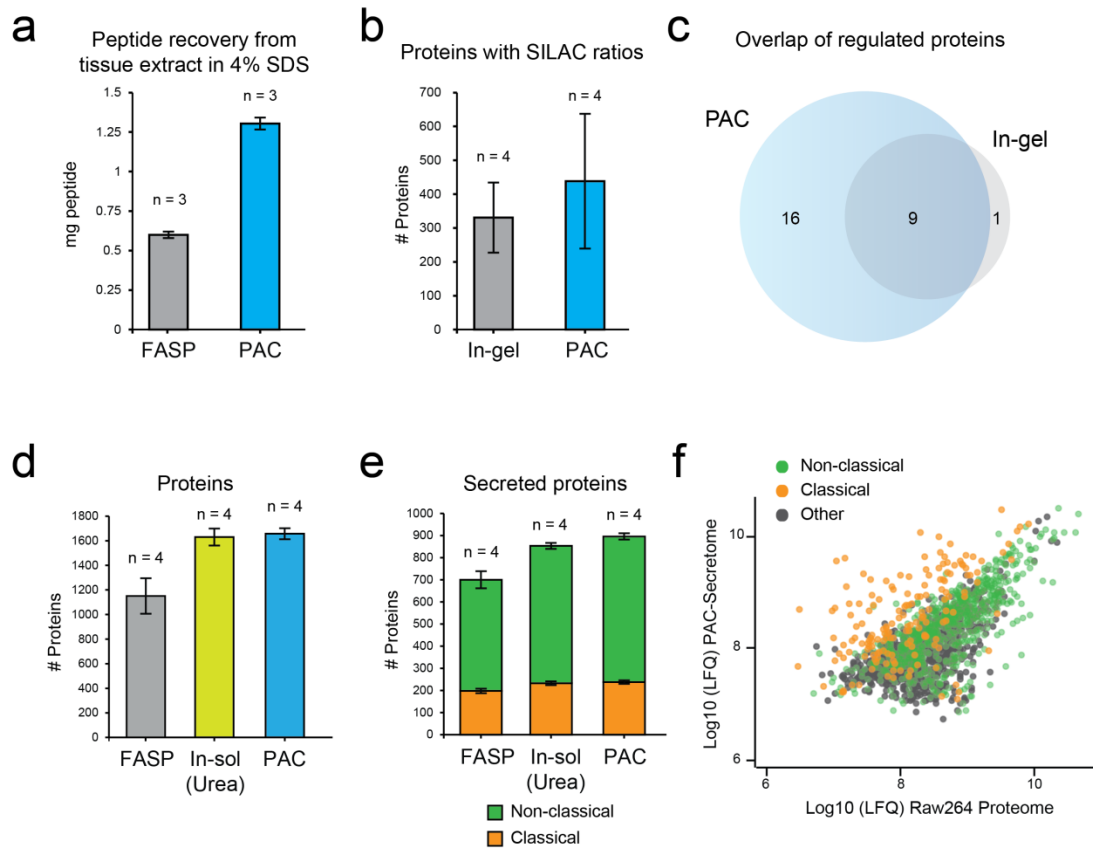 a
Peptide recovery from
tissue extract in 4% SDS
mg peptide
1.5
1.25
1
0.75
0.5
0.25
0
n = 3
n = 3
FASP
PAC
b
Proteins with SILAC ratios
# Proteins
700
600
500
400
300
200
100
0
n = 4
n = 4
In-gel
PAC
c
Overlap of regulated proteins
PAC
In-gel
16
9
1
d
Proteins
# Proteins
1800
1600
1400
1200
1000
800
600
400
200
0
n = 4
n = 4
n = 4
FASP
In-sol
(Urea)
PAC
e
Secreted proteins
# Proteins
1000
900
800
700
600
500
400
300
200
100
0
n = 4
n = 4
n = 4
FASP
In-sol
(Urea)
PAC
Non-classical
Classical
f
Non-classical
Classical
Other
Log10 (LFQ) PAC-Secretome
10
8
6
6
8
10
Log10 (LFQ) Raw264 Proteome